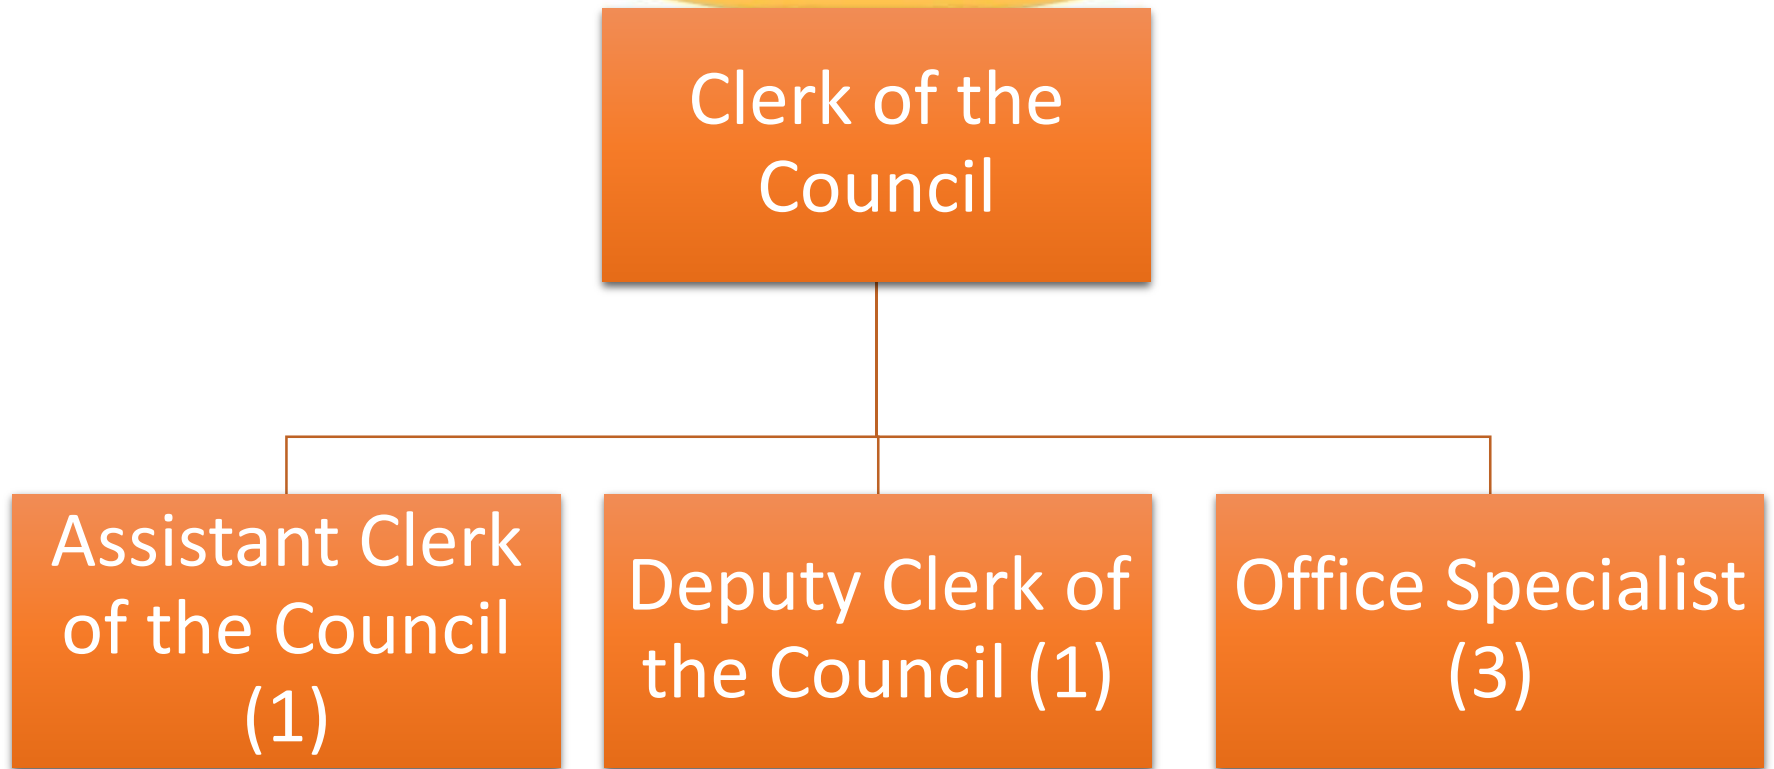 Clerk of the
Council
Assistant Clerk
of the Council
(1)
Deputy Clerk of
the Council (1)
Office Specialist
(3)